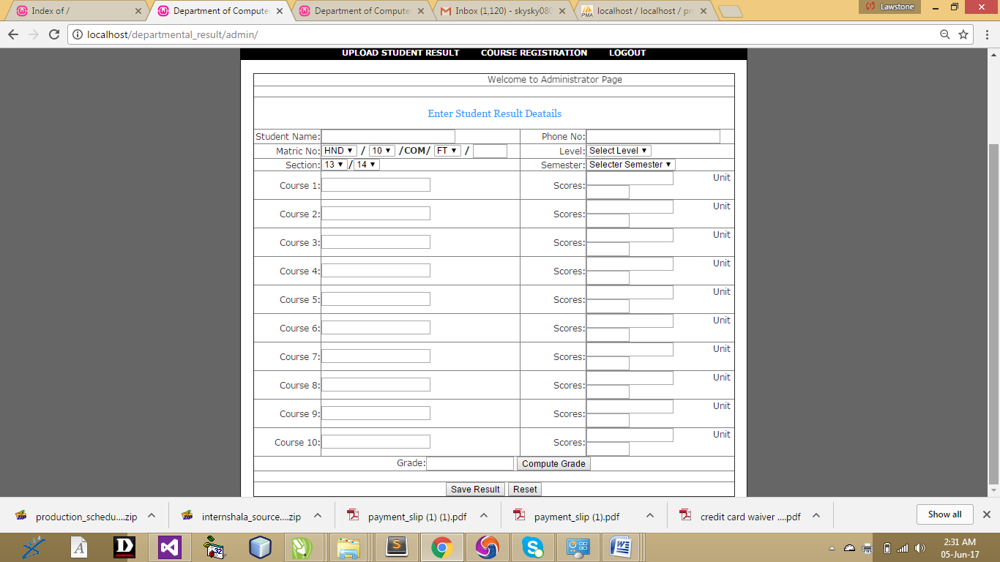 Index of /
Department of Compute
Department of Compute
Inbox (1,120) - skysky080
localhost / localhost / pr
Lawstone
localhost/departmental_result/admin/
UPLOAD STUDENT RESULT COURSE REGISTRATION LOGOUT
Welcome to Administrator Page
Enter Student Result Deatails
Student Name: Phone No:
Matric No: HND / 10 /COM/ FT / Level: Select Level
Section: 13 / 14 Semester: Selecter Semester
Course 1: Scores: Unit
Course 2: Scores: Unit
Course 3: Scores: Unit
Course 4: Scores: Unit
Course 5: Scores: Unit
Course 6: Scores: Unit
Course 7: Scores: Unit
Course 8: Scores: Unit
Course 9: Scores: Unit
Course 10: Scores: Unit
Grade: Compute Grade
Save Result Reset
production_schedu....zip
internshala_source....zip
payment_slip (1) (1).pdf
payment_slip (1).pdf
credit card waiver ....pdf
Show all
2:31 AM
05-Jun-17